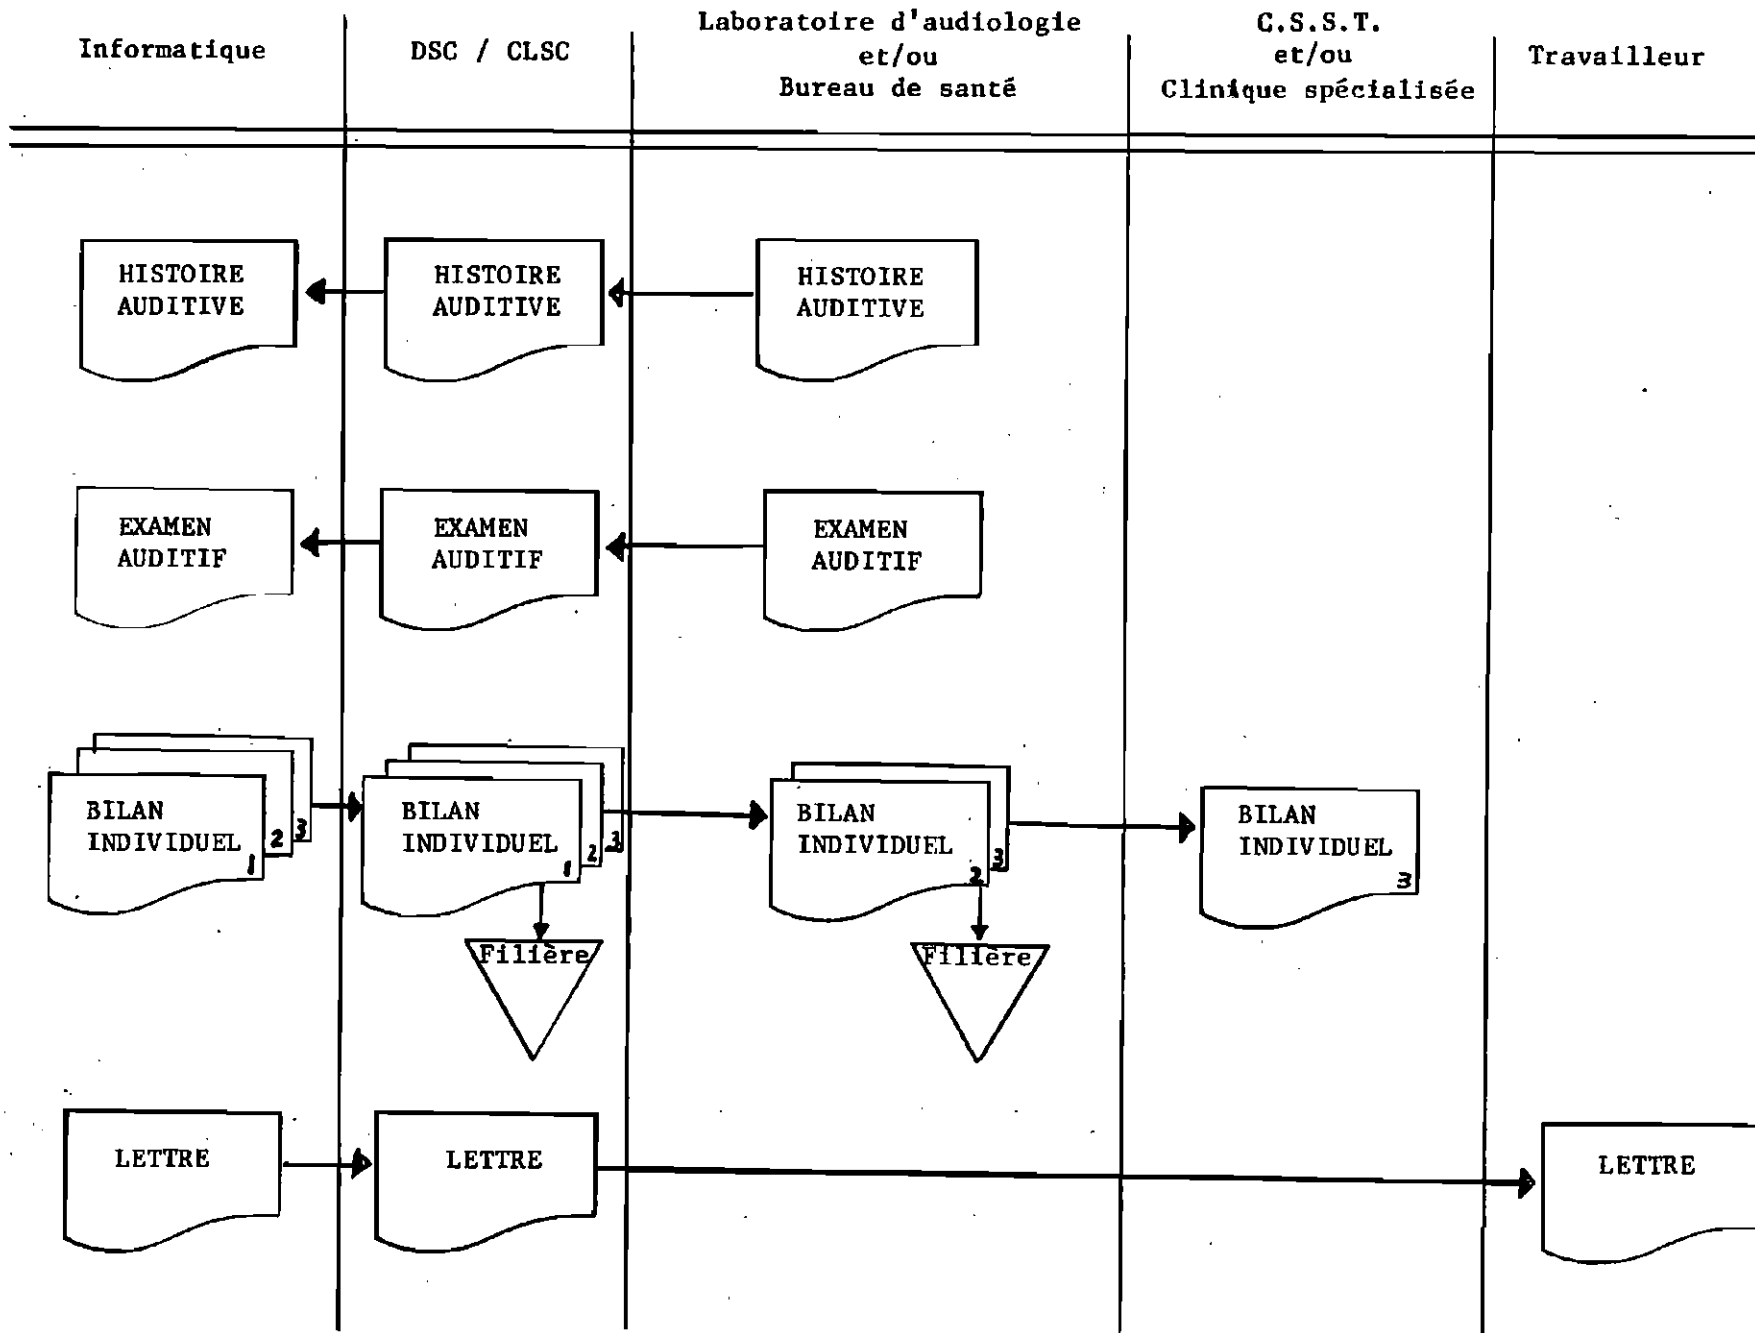 Informatique
DSC / CLSC
Laboratoire d'audiologie
et/ou
Bureau de santé
C.S.S.T.
et/ou
Clinique spécialisée
Travailleur
HISTOIRE
AUDITIVE
HISTOIRE
AUDITIVE
HISTOIRE
AUDITIVE
EXAMEN
AUDITIF
EXAMEN
AUDITIF
EXAMEN
AUDITIF
BILAN
INDIVIDUEL
1
2
3
BILAN
INDIVIDUEL
1
2
3
BILAN
INDIVIDUEL
2
3
BILAN
INDIVIDUEL
3
Filière
Filière
LETTRE
LETTRE
LETTRE